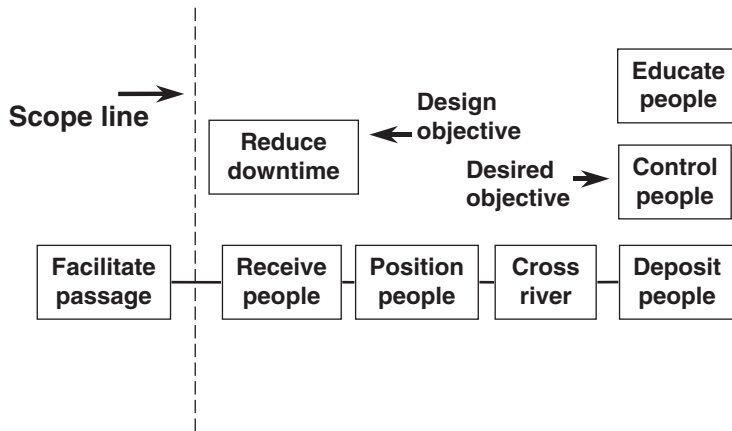 Scope line
Reduce
downtime
Design
objective
Educate
people
Desired
objective
Control
people
Facilitate
passage
Receive
people
Position
people
Cross
river
Deposit
people